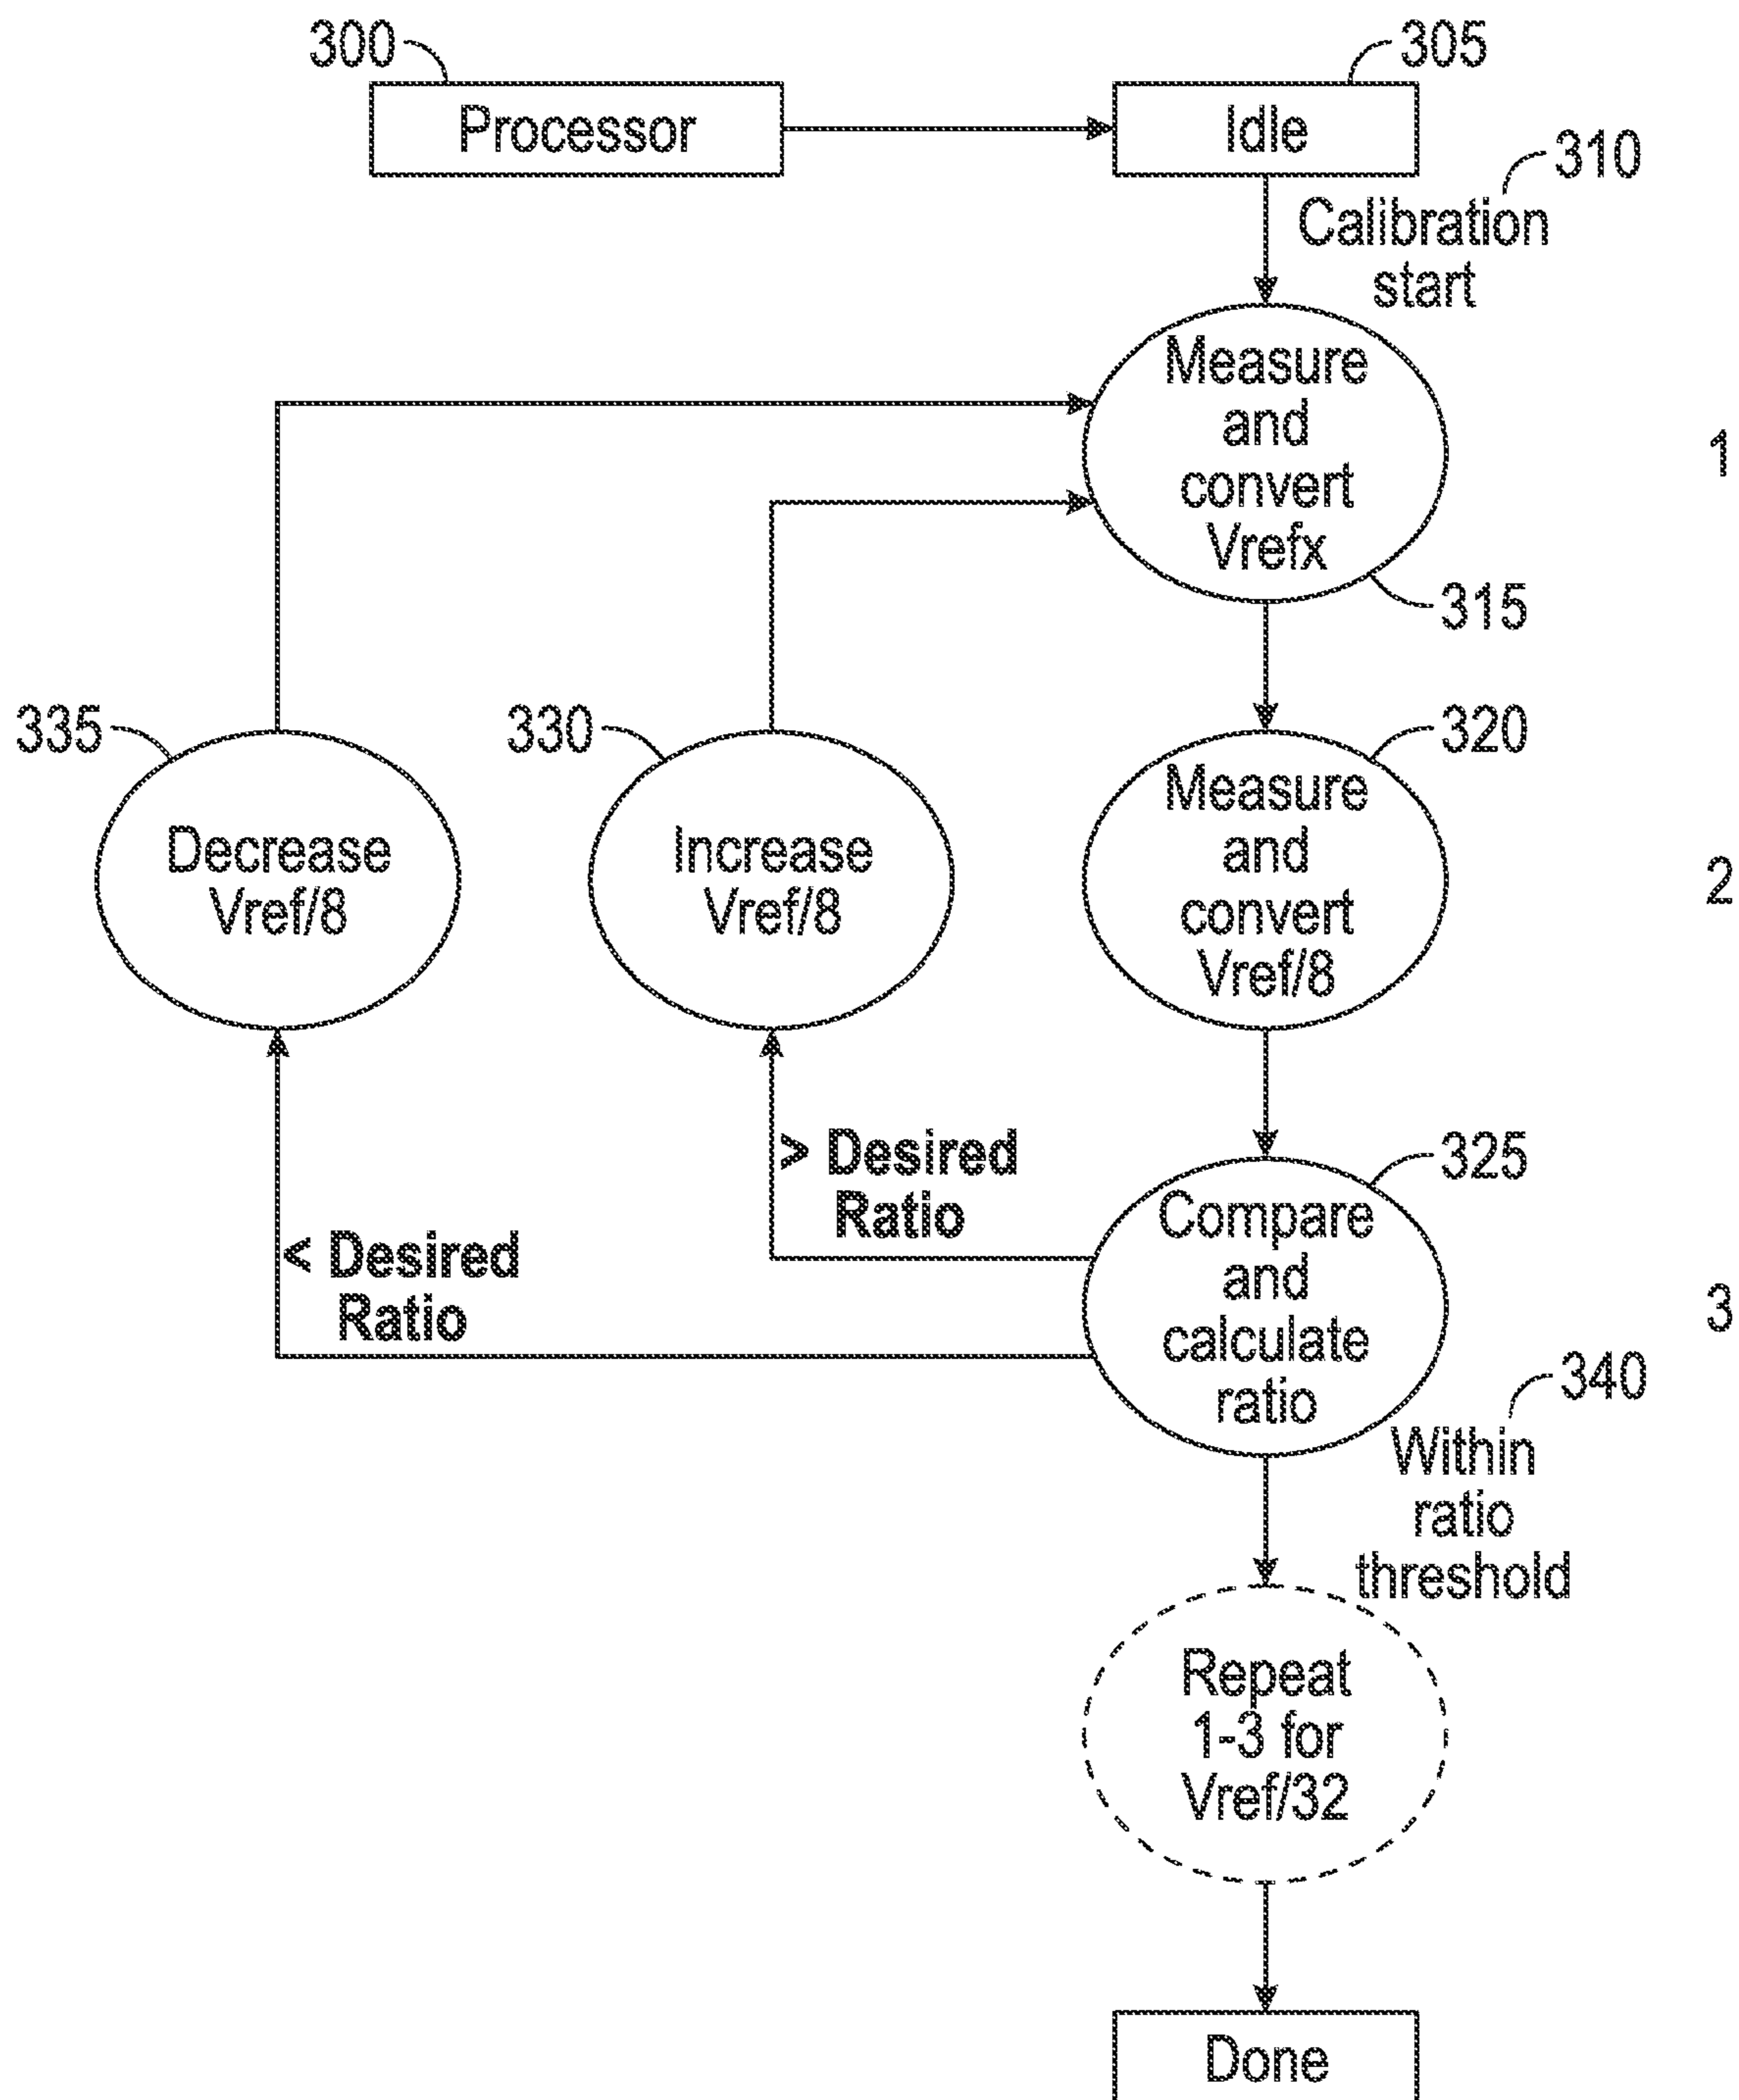 300
305
Processor
Idle
310
Calibration
start
Measure
and
convert
Vrefx
1
315
335
330
320
Decrease
Vref/8
Increase
Vref/8
Measure
and
convert
Vref/8
2
> Desired
Ratio
325
< Desired
Ratio
Compare
and
calculate
ratio
3
340
Within
ratio
threshold
Repeat
1-3 for
Vref/32
Done